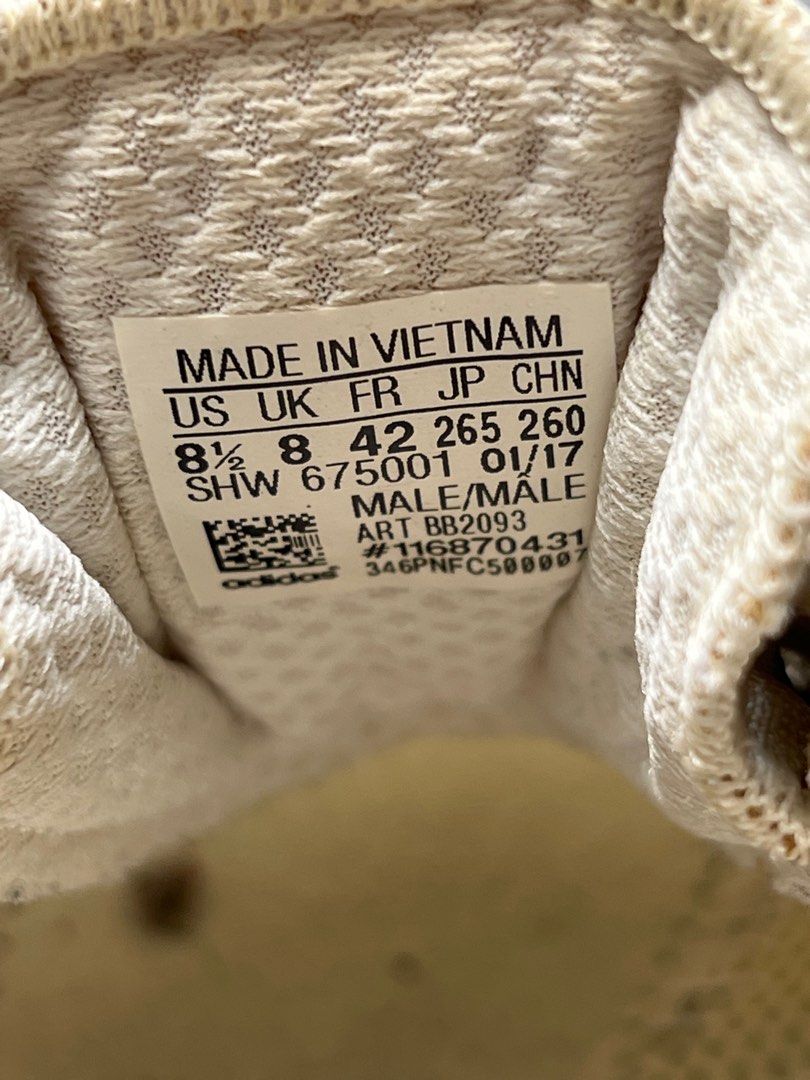 MADE IN VIETNAM
US UK FR JP CHN
8½ 8 42 265 260
SHW 675001 01/17
MALE/MÂLE
ART BB2093
#116870431
346PNFC500007
adidas